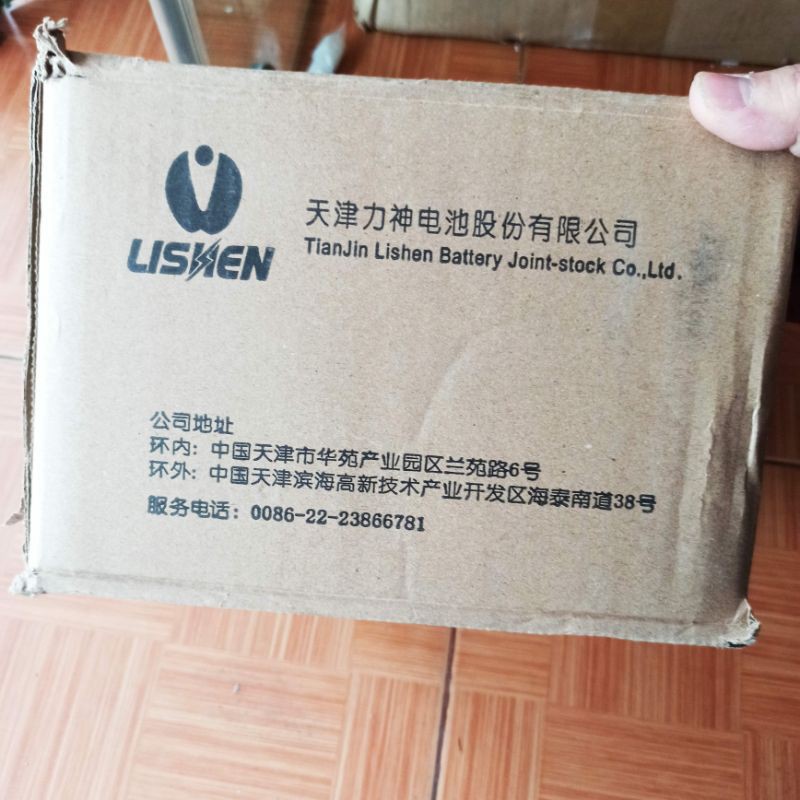 LISHEN
天津力神电池股份有限公司
TianJin Lishen Battery Joint-stock Co.,Ltd.
公司地址
环内：中国天津市华苑产业园区兰苑路6号
环外：中国天津滨海高新技术产业开发区海泰南道38号
服务电话：0086-22-23866781